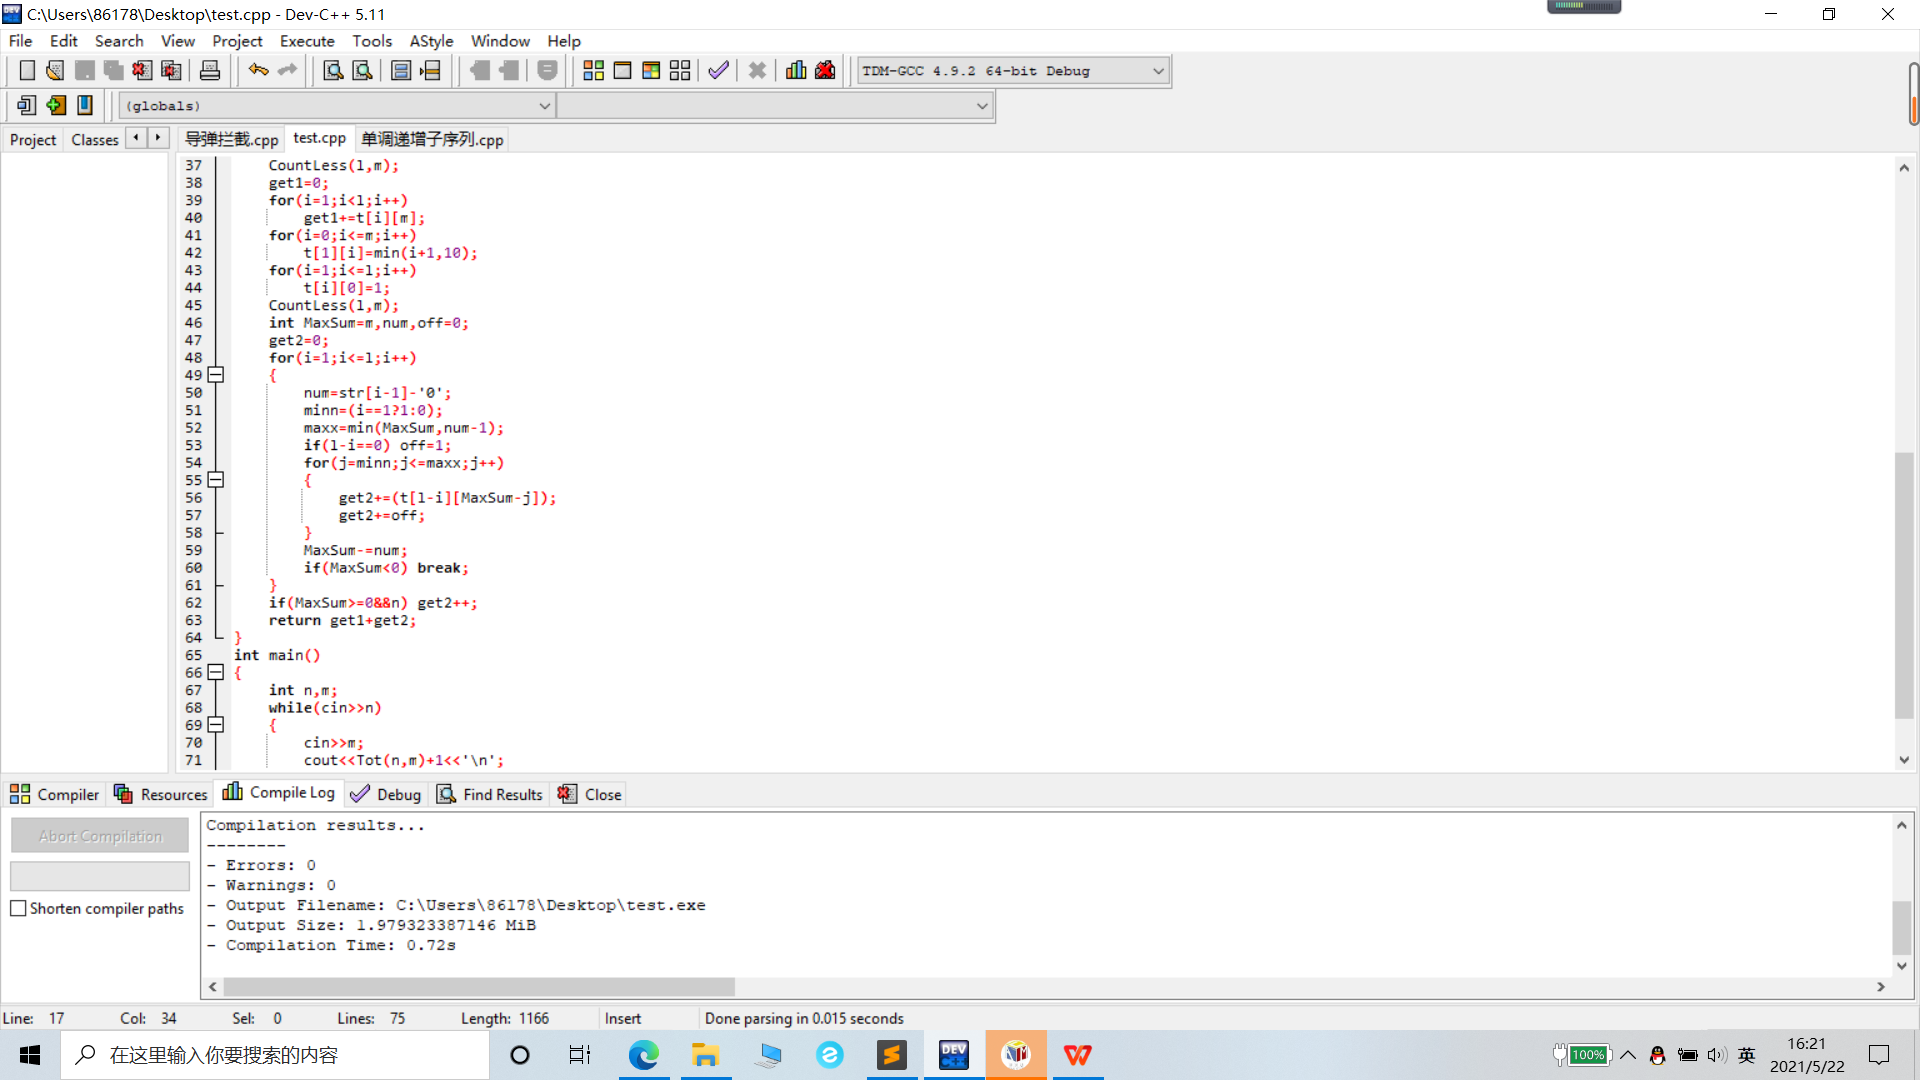 C:\Users\86178\Desktop\test.cpp - Dev-C++ 5.11
File Edit Search View Project Execute Tools AStyle Window Help
TDM-GCC 4.9.2 64-bit Debug
(globals)
Project Classes 导弹拦截.cpp test.cpp 单调递增子序列.cpp
37 CountLess(l,m);
38 get1=0;
39 for(i=1;i<l;i++)
40 get1+=t[i][m];
41 for(i=0;i<=m;i++)
42 t[1][i]=min(i+1,10);
43 for(i=1;i<=l;i++)
44 t[i][0]=1;
45 CountLess(l,m);
46 int MaxSum=m,num,off=0;
47 get2=0;
48 for(i=1;i<=l;i++)
49 {
50 num=str[i-1]-'0';
51 minn=(i==1?1:0);
52 maxx=min(MaxSum,num-1);
53 if(l-i==0) off=1;
54 for(j=minn;j<=maxx;j++)
55 {
56 get2+=(t[l-i][MaxSum-j]);
57 get2+=off;
58 }
59 MaxSum-=num;
60 if(MaxSum<0) break;
61 }
62 if(MaxSum>=0&&n) get2++;
63 return get1+get2;
64 }
65 int main()
66 {
67 int n,m;
68 while(cin>>n)
69 {
70 cin>>m;
71 cout<<Tot(n,m)+1<<'\n';
Compiler Resources Compile Log Debug Find Results Close
Abort Compilation
Shorten compiler paths
Compilation results...
--------
- Errors: 0
- Warnings: 0
- Output Filename: C:\Users\86178\Desktop\test.exe
- Output Size: 1.979323387146 MiB
- Compilation Time: 0.72s
Line: 17 Col: 34 Sel: 0 Lines: 75 Length: 1166 Insert Done parsing in 0.015 seconds
在这里输入你要搜索的内容
DEV
100%
英
16:21
2021/5/22